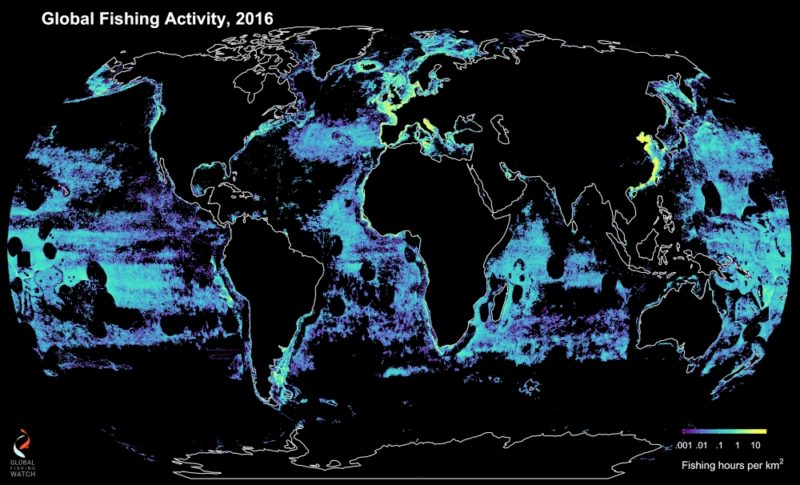 Global Fishing Activity, 2016
GLOBAL
FISHING
WATCH
.001 .01 .1 1 10
Fishing hours per km²